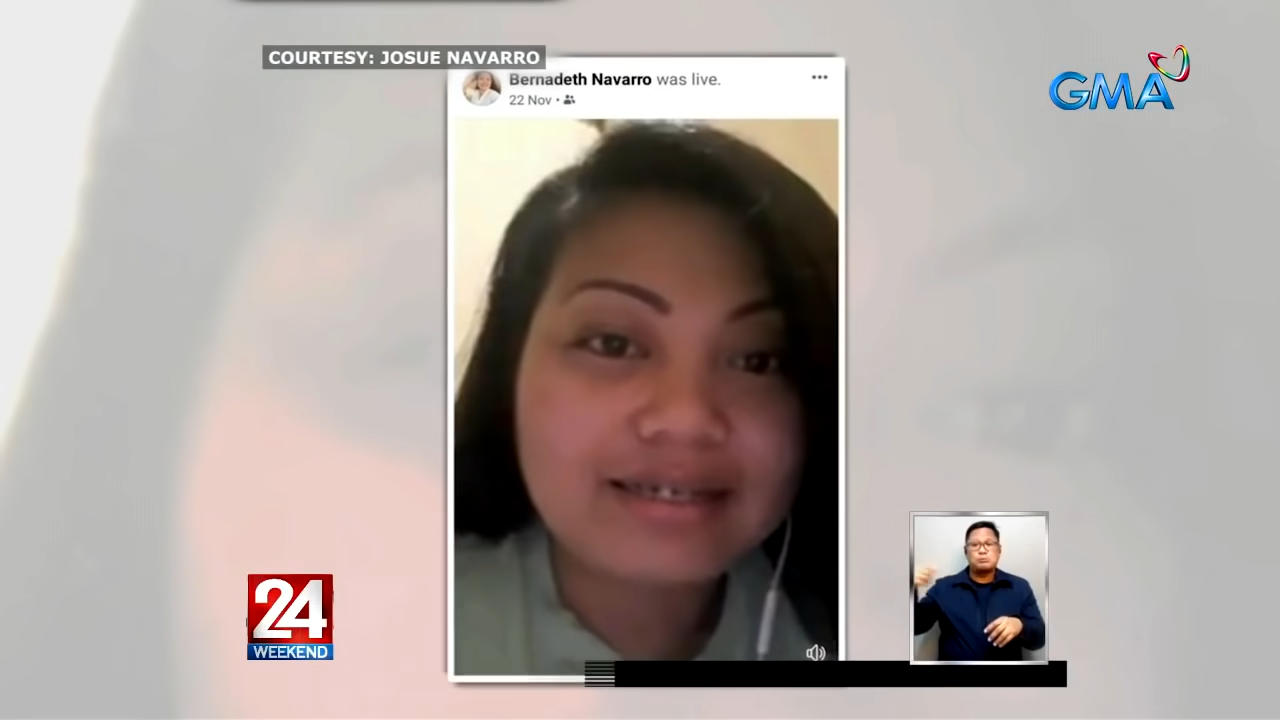 COURTESY: JOSUE NAVARRO
GMA
Bernadeth Navarro was live.
22 Nov
24
WEEKEND